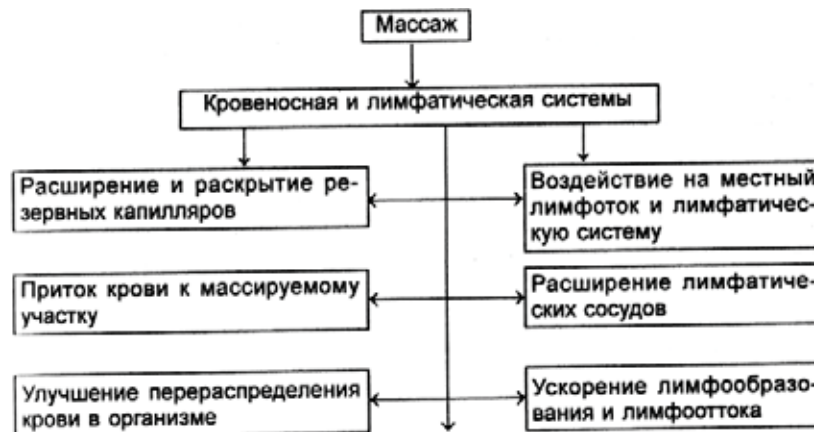 Массаж
Кровеносная и лимфатическая системы
Расширение и раскрытие ре-
зервных капилляров
Воздействие на местный
лимфоток и лимфатичес-
кую систему
Приток крови к массируемому
участку
Расширение лимфатиче-
ских сосудов
Улучшение перераспределения
крови в организме
Ускорение лимфообразо-
вания и лимфооттока